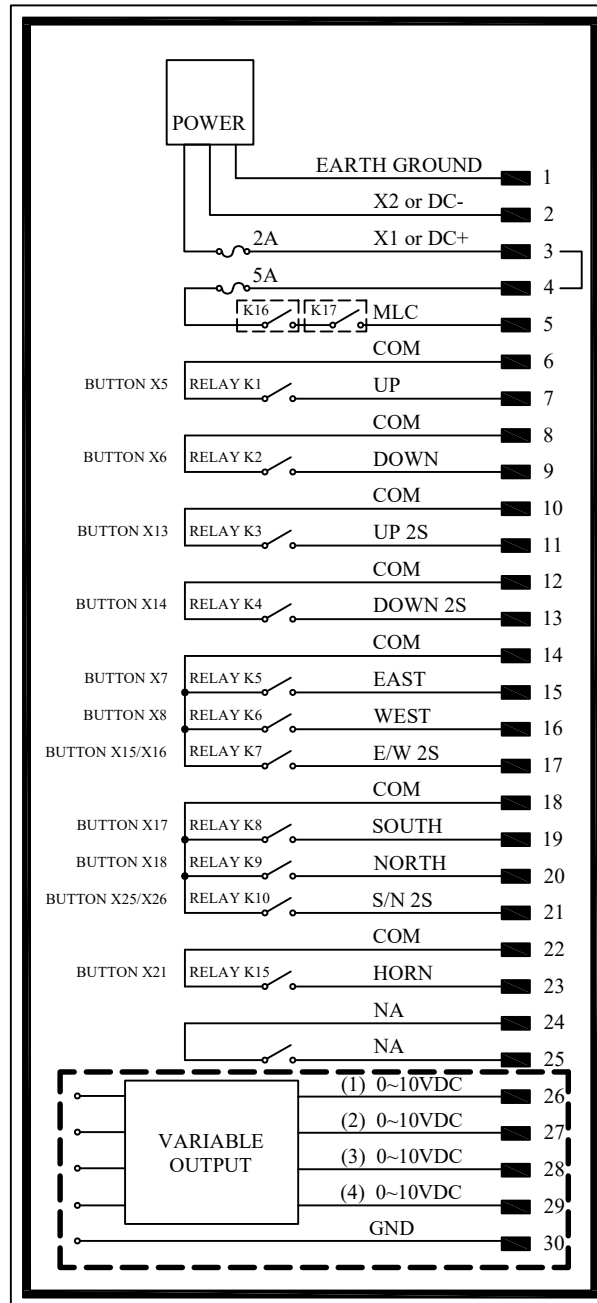 POWER
EARTH GROUND 1
X2 or DC- 2
2A X1 or DC+ 3
5A 4
K16 K17 MLC 5
COM 6
BUTTON X5 RELAY K1 UP 7
COM 8
BUTTON X6 RELAY K2 DOWN 9
COM 10
BUTTON X13 RELAY K3 UP 2S 11
COM 12
BUTTON X14 RELAY K4 DOWN 2S 13
COM 14
BUTTON X7 RELAY K5 EAST 15
BUTTON X8 RELAY K6 WEST 16
BUTTON X15/X16 RELAY K7 E/W 2S 17
COM 18
BUTTON X17 RELAY K8 SOUTH 19
BUTTON X18 RELAY K9 NORTH 20
BUTTON X25/X26 RELAY K10 S/N 2S 21
COM 22
BUTTON X21 RELAY K15 HORN 23
NA 24
NA 25
(1) 0~10VDC 26
VARIABLE OUTPUT (2) 0~10VDC 27
(3) 0~10VDC 28
(4) 0~10VDC 29
GND 30